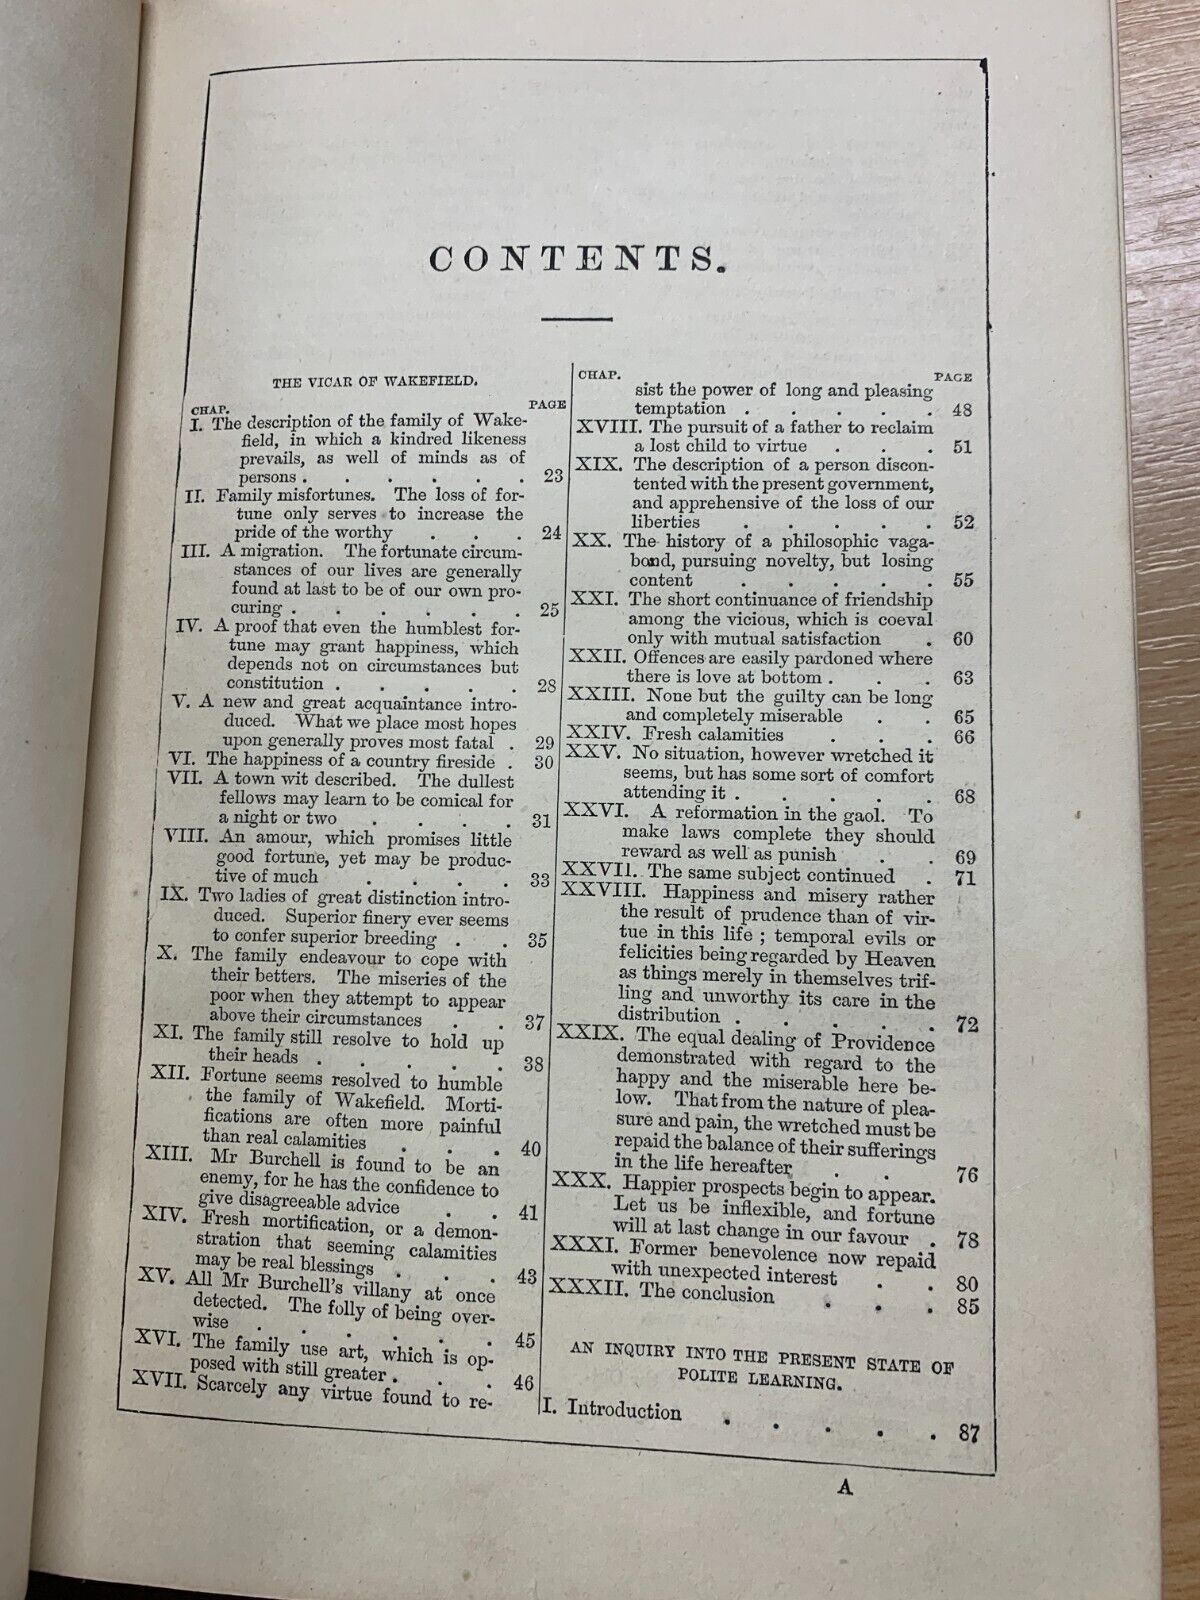 CONTENTS.
THE VICAR OF WAKEFIELD.
CHAP. PAGE
I. The description of the family of Wake-
field, in which a kindred likeness
prevails, as well of minds as of
persons . . . . . . 23
II. Family misfortunes. The loss of for-
tune only serves to increase the
pride of the worthy . . . 24
III. A migration. The fortunate circum-
stances of our lives are generally
found at last to be of our own pro-
curing . . . . . . 25
IV. A proof that even the humblest for-
tune may grant happiness, which
depends not on circumstances but
constitution . . . . . 28
V. A new and great acquaintance intro-
duced. What we place most hopes
upon generally proves most fatal . 29
VI. The happiness of a country fireside . 30
VII. A town wit described. The dullest
fellows may learn to be comical for
a night or two . . . . 31
VIII. An amour, which promises little
good fortune, yet may be produc-
tive of much . . . . 33
IX. Two ladies of great distinction intro-
duced. Superior finery ever seems
to confer superior breeding . . 35
X. The family endeavour to cope with
their betters. The miseries of the
poor when they attempt to appear
above their circumstances . . 37
XI. The family still resolve to hold up
their heads . . . . . 38
XII. Fortune seems resolved to humble
the family of Wakefield. Morti-
fications are often more painful
than real calamities . . . 40
XIII. Mr Burchell is found to be an
enemy, for he has the confidence to
give disagreeable advice . . 41
XIV. Fresh mortification, or a demon-
stration that seeming calamities
may be real blessings . . . 43
XV. All Mr Burchell's villany at once
detected. The folly of being over-
wise . . . . . . 45
XVI. The family use art, which is op-
posed with still greater . . . 46
XVII. Scarcely any virtue found to re-
CHAP. PAGE
sist the power of long and pleasing
temptation . . . . . 48
XVIII. The pursuit of a father to reclaim
a lost child to virtue . . . 51
XIX. The description of a person discon-
tented with the present government,
and apprehensive of the loss of our
liberties . . . . . 52
XX. The history of a philosophic vaga-
bond, pursuing novelty, but losing
content . . . . . 55
XXI. The short continuance of friendship
among the vicious, which is coeval
only with mutual satisfaction . 60
XXII. Offences are easily pardoned where
there is love at bottom . . . 63
XXIII. None but the guilty can be long
and completely miserable . . 65
XXIV. Fresh calamities . . . 66
XXV. No situation, however wretched it
seems, but has some sort of comfort
attending it . . . . . 68
XXVI. A reformation in the gaol. To
make laws complete they should
reward as well as punish . . 69
XXVII. The same subject continued . 71
XXVIII. Happiness and misery rather
the result of prudence than of vir-
tue in this life ; temporal evils or
felicities being regarded by Heaven
as things merely in themselves trif-
ling and unworthy its care in the
distribution . . . . . 72
XXIX. The equal dealing of Providence
demonstrated with regard to the
happy and the miserable here be-
low. That from the nature of plea-
sure and pain, the wretched must be
repaid the balance of their sufferings
in the life hereafter . . 76
XXX. Happier prospects begin to appear.
Let us be inflexible, and fortune
will at last change in our favour . 78
XXXI. Former benevolence now repaid
with unexpected interest . . 80
XXXII. The conclusion . . . 85
AN INQUIRY INTO THE PRESENT STATE OF
POLITE LEARNING.
I. Introduction . . . . . 87
A